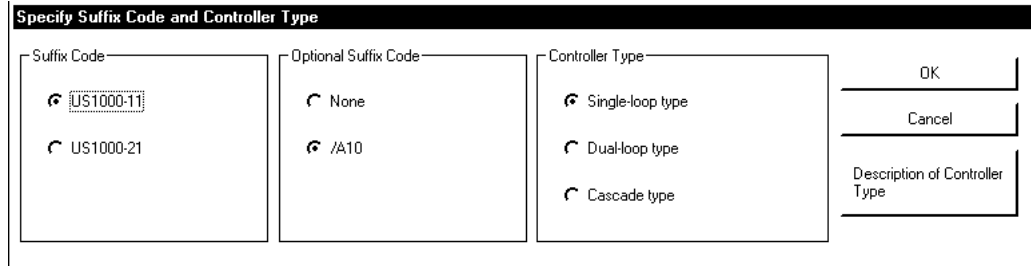 Specify Suffix Code and Controller Type
Suffix Code
US1000-11
US1000-21
Optional Suffix Code
None
/A10
Controller Type
Single-loop type
Dual-loop type
Cascade type
OK
Cancel
Description of Controller
Type